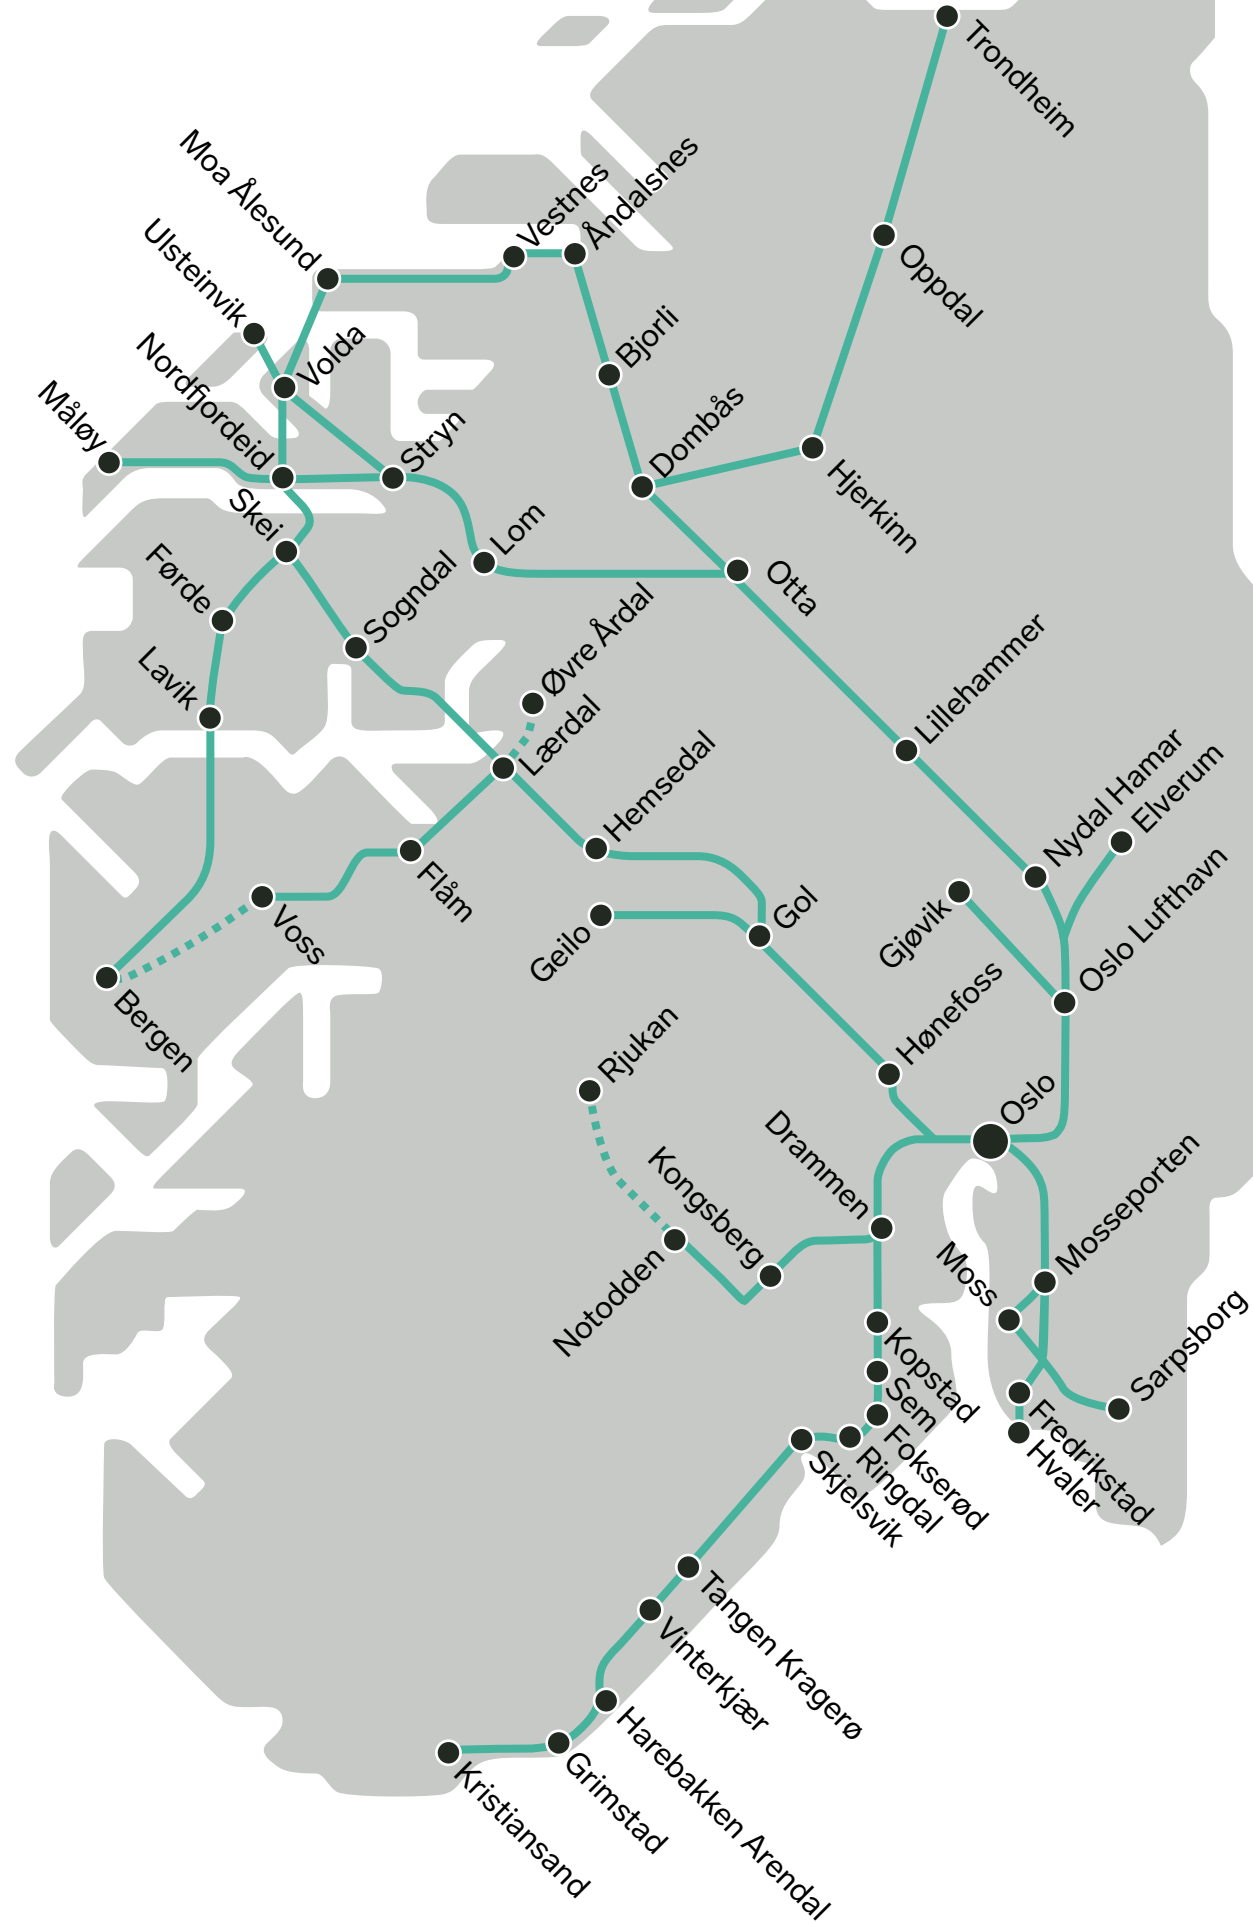 Trondheim
Moa Ålesund
Vestnes
Åndalsnes
Ulsteinvik
Oppdal
Nordfjordeid
Volda
Bjorli
Måløy
Stryn
Dombås
Hjerkinn
Skei
Lom
Otta
Førde
Sogndal
Øvre Årdal
Lavik
Lærdal
Lillehammer
Hemsedal
Nydal Hamar
Elverum
Flåm
Voss
Geilo
Gol
Gjøvik
Oslo Lufthavn
Bergen
Rjukan
Hønefoss
Oslo
Drammen
Kongsberg
Notodden
Moss
Mosseporten
Kopstad
Sem
Sarpsborg
Fokserød
Fredrikstad
Ringdal
Hvaler
Skjelsvik
Tangen Kragerø
Vinterkjær
Harebakken Arendal
Grimstad
Kristiansand